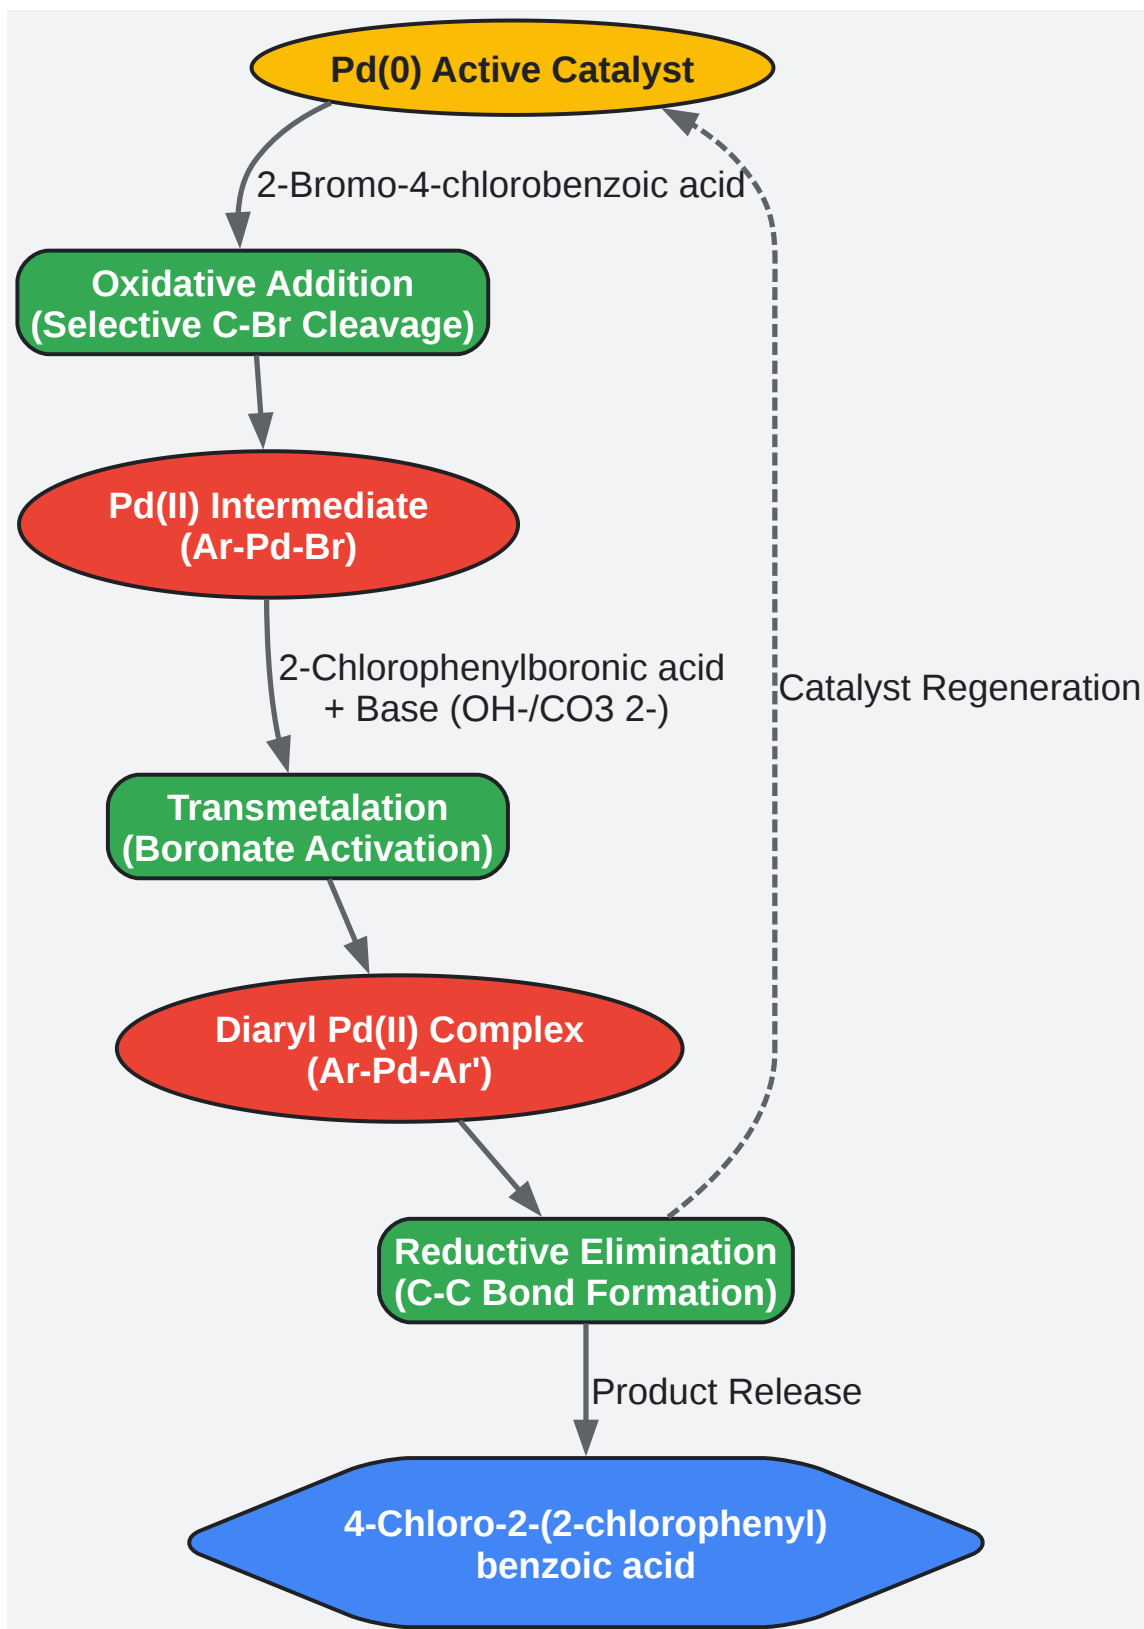 Pd(0) Active Catalyst
2-Bromo-4-chlorobenzoic acid
Oxidative Addition
(Selective C-Br Cleavage)
Pd(II) Intermediate
(Ar-Pd-Br)
2-Chlorophenylboronic acid
+ Base (OH-/CO3 2-)
Catalyst Regeneration
Transmetalation
(Boronate Activation)
Diaryl Pd(II) Complex
(Ar-Pd-Ar')
Reductive Elimination
(C-C Bond Formation)
Product Release
4-Chloro-2-(2-chlorophenyl)
benzoic acid